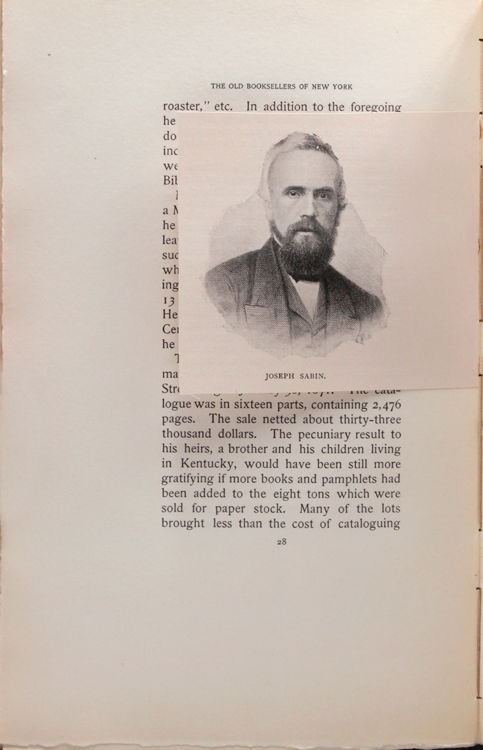 THE OLD BOOKSELLERS OF NEW YORK
roaster," etc. In addition to the foregoing
he
do
inc
we
Bib
a M
he
lea
suc
wh
ing
13
He
Cen
he
T
ma
JOSEPH SABIN.
logue was in sixteen parts, containing 2,476
pages. The sale netted about thirty-three
thousand dollars. The pecuniary result to
his heirs, a brother and his children living
in Kentucky, would have been still more
gratifying if more books and pamphlets had
been added to the eight tons which were
sold for paper stock. Many of the lots
brought less than the cost of cataloguing
28